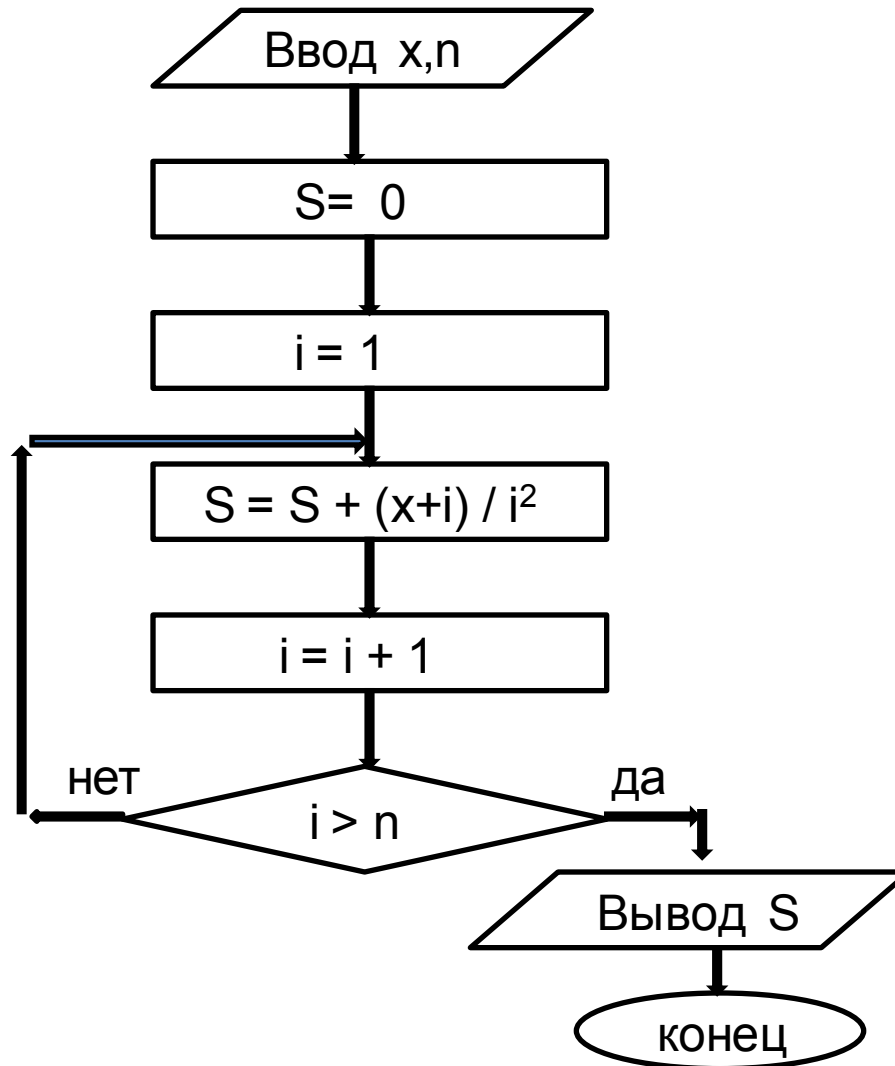 Ввод x,n
S= 0
i = 1
S = S + (x+i) / i²
i = i + 1
нет
да
i > n
Вывод S
конец